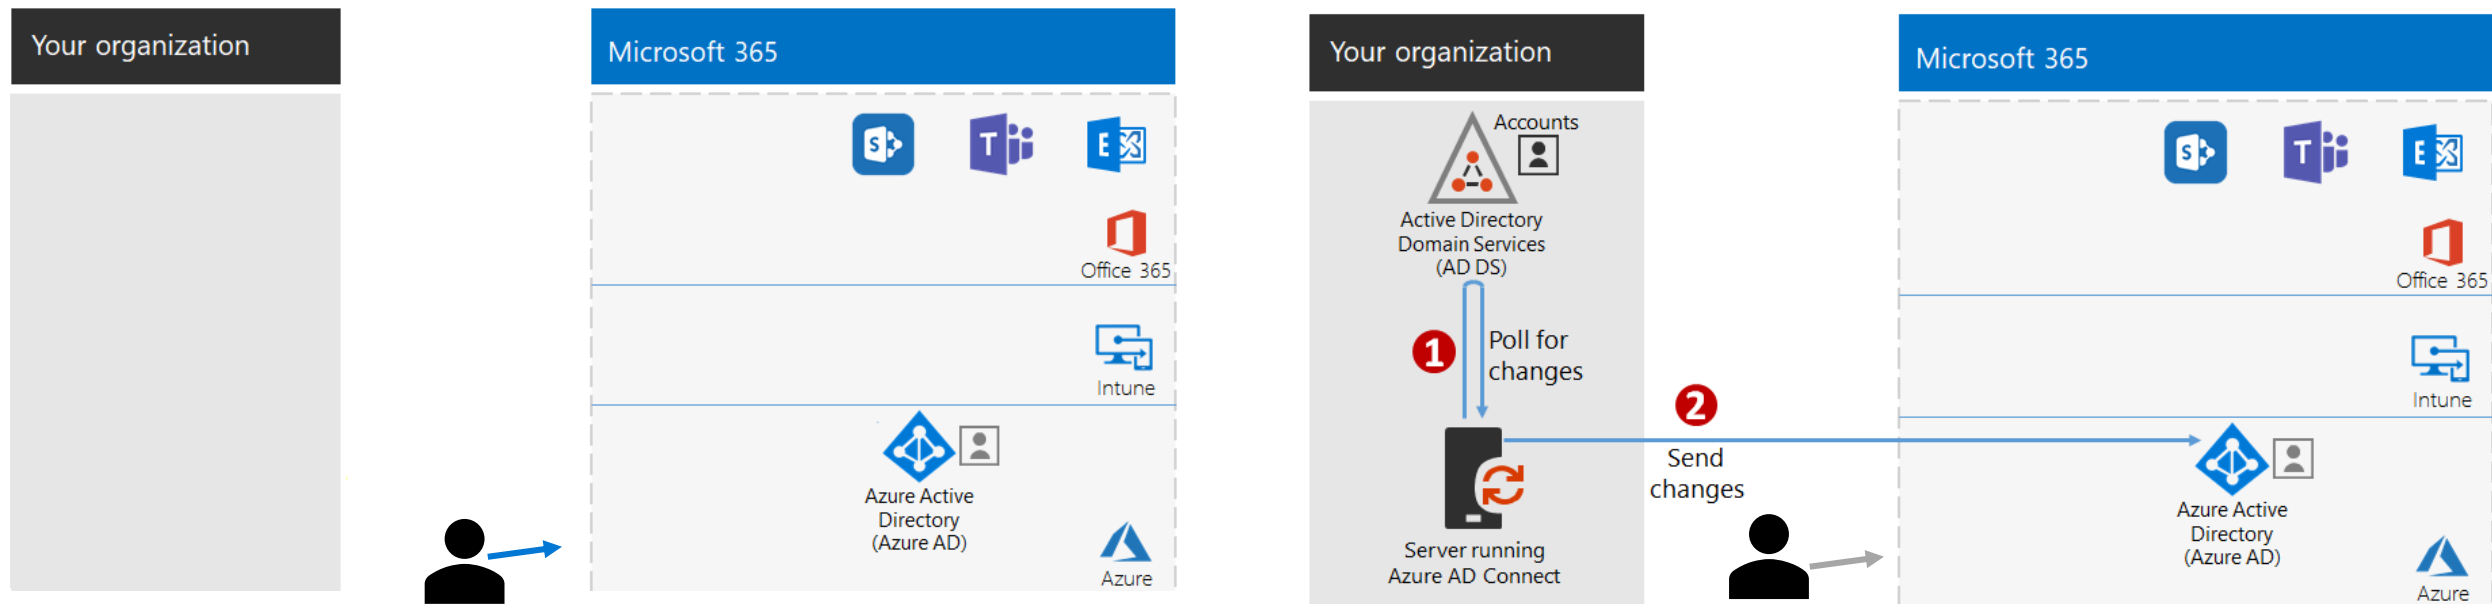 Your organization
Microsoft 365
S
T
E
Office 365
Intune
Azure Active
Directory
(Azure AD)
Azure
Your organization
Accounts
Active Directory
Domain Services
(AD DS)
1
Poll for
changes
2
Send
changes
Server running
Azure AD Connect
Microsoft 365
S
T
E
Office 365
Intune
Azure Active
Directory
(Azure AD)
Azure